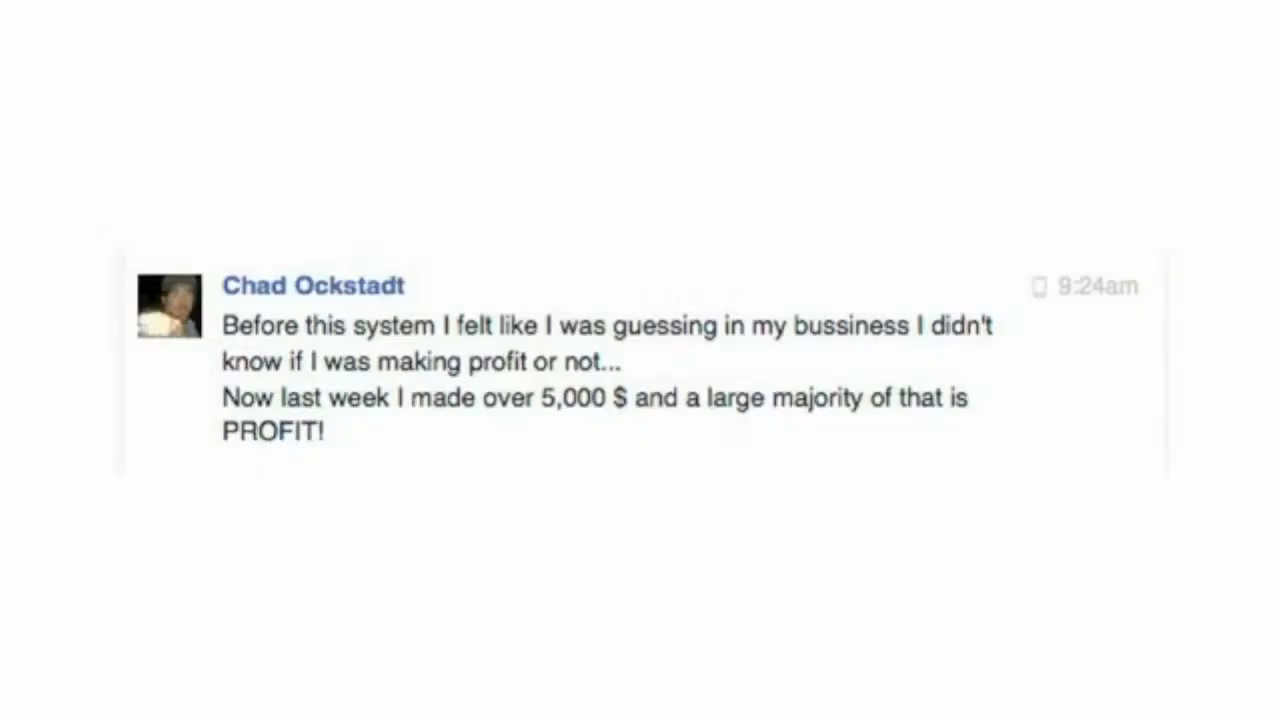 Chad Ockstadt
9:24am
Before this system I felt like I was guessing in my bussiness I didn't
know if I was making profit or not...
Now last week I made over 5,000 $ and a large majority of that is
PROFIT!